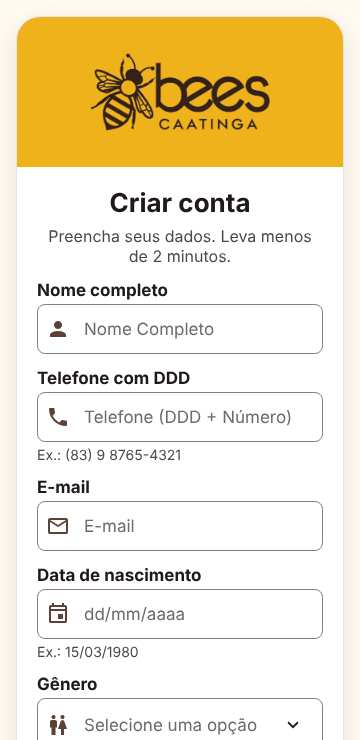 bees
CAATINGA
Criar conta
Preencha seus dados. Leva menos
de 2 minutos.
Nome completo
Nome Completo
Telefone com DDD
Telefone (DDD + Número)
Ex.: (83) 9 8765-4321
E-mail
E-mail
Data de nascimento
dd/mm/aaaa
Ex.: 15/03/1980
Gênero
Selecione uma opção